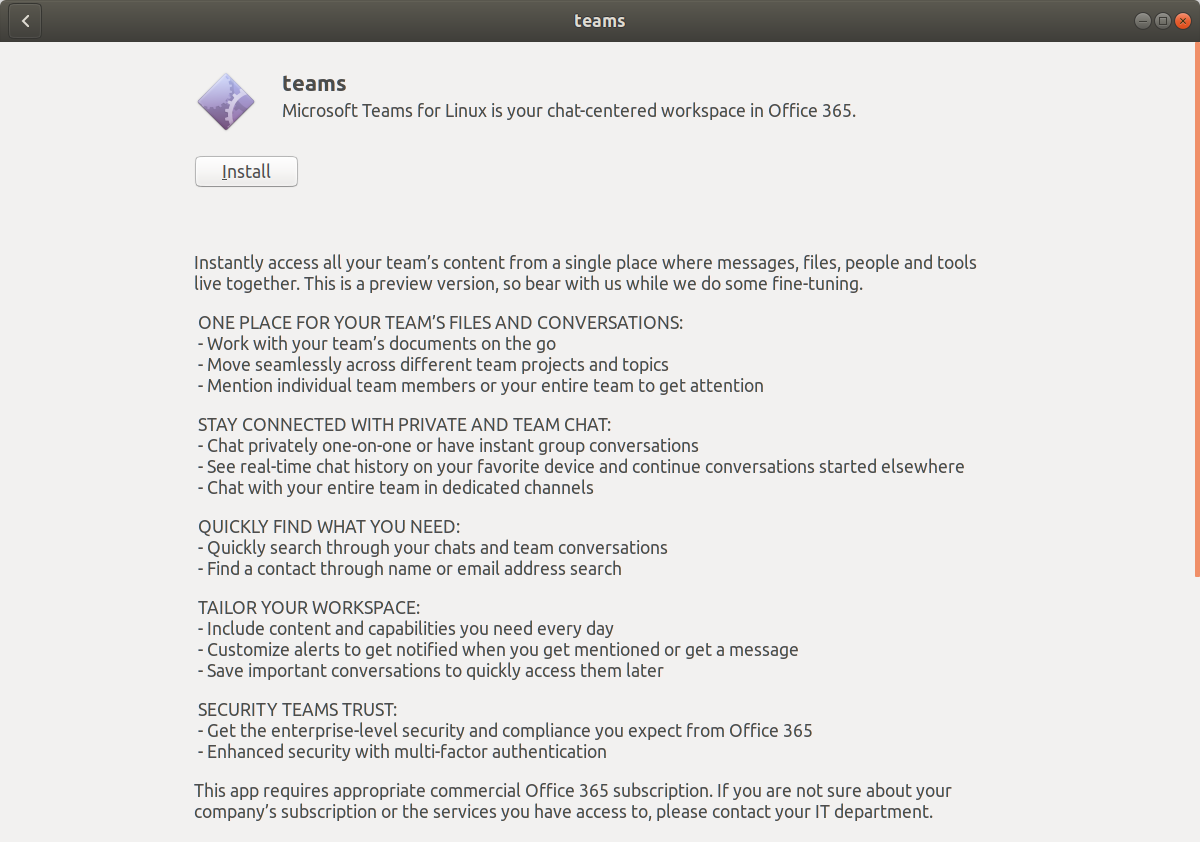 teams
teams
Microsoft Teams for Linux is your chat-centered workspace in Office 365.
Install
Instantly access all your team’s content from a single place where messages, files, people and tools
live together. This is a preview version, so bear with us while we do some fine-tuning.
ONE PLACE FOR YOUR TEAM’S FILES AND CONVERSATIONS:
- Work with your team’s documents on the go
- Move seamlessly across different team projects and topics
- Mention individual team members or your entire team to get attention
STAY CONNECTED WITH PRIVATE AND TEAM CHAT:
- Chat privately one-on-one or have instant group conversations
- See real-time chat history on your favorite device and continue conversations started elsewhere
- Chat with your entire team in dedicated channels
QUICKLY FIND WHAT YOU NEED:
- Quickly search through your chats and team conversations
- Find a contact through name or email address search
TAILOR YOUR WORKSPACE:
- Include content and capabilities you need every day
- Customize alerts to get notified when you get mentioned or get a message
- Save important conversations to quickly access them later
SECURITY TEAMS TRUST:
- Get the enterprise-level security and compliance you expect from Office 365
- Enhanced security with multi-factor authentication
This app requires appropriate commercial Office 365 subscription. If you are not sure about your
company’s subscription or the services you have access to, please contact your IT department.